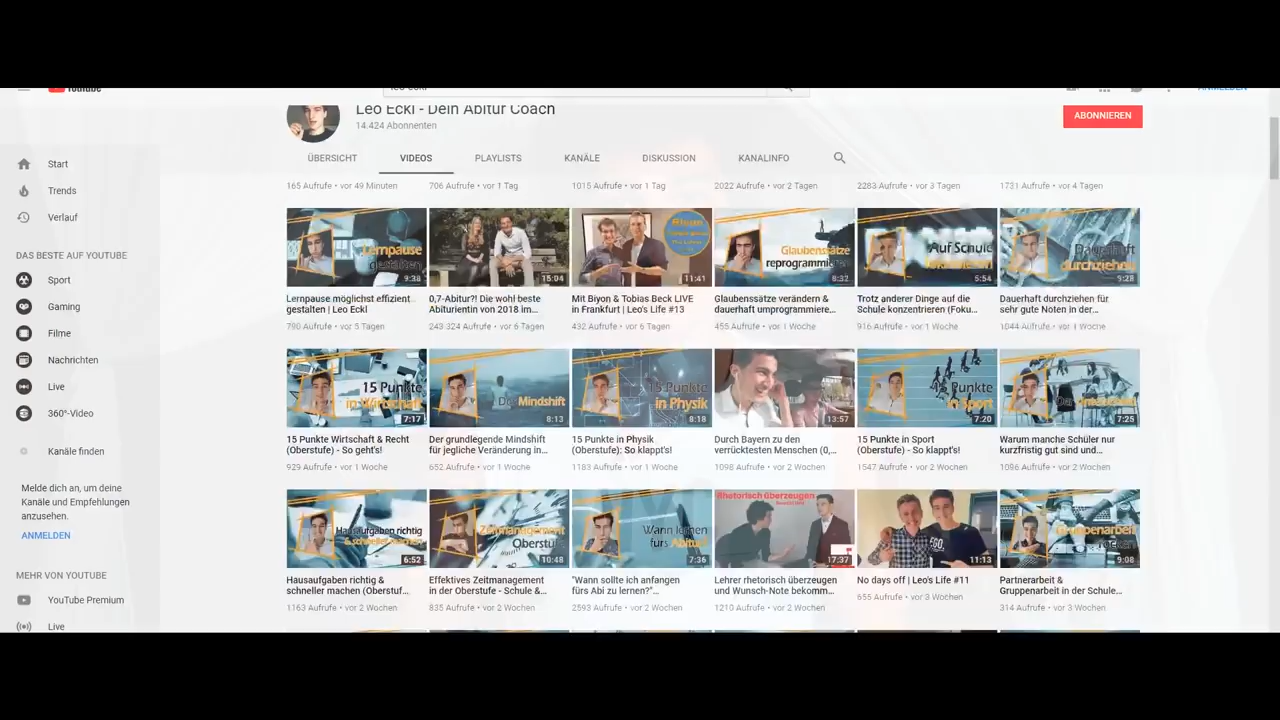 YouTube
leo eckl
ANMELDEN
Leo Eckl - Dein Abitur Coach
14.424 Abonnenten
ABONNIEREN
ÜBERSICHT
VIDEOS
PLAYLISTS
KANÄLE
DISKUSSION
KANALINFO
Start
Trends
Verlauf
DAS BESTE AUF YOUTUBE
Sport
Gaming
Filme
Nachrichten
Live
360°-Video
Kanäle finden
Melde dich an, um deine
Kanäle und Empfehlungen
anzusehen.
ANMELDEN
MEHR VON YOUTUBE
YouTube Premium
Live
165 Aufrufe • vor 49 Minuten
706 Aufrufe • vor 1 Tag
1015 Aufrufe • vor 1 Tag
2022 Aufrufe • vor 2 Tagen
2283 Aufrufe • vor 3 Tagen
1731 Aufrufe • vor 4 Tagen
Lernpause
gestalten
9:38
Lernpause möglichst effizient
gestalten | Leo Eckl
790 Aufrufe • vor 5 Tagen
15:04
0,7-Abitur?! Die wohl beste
Abiturientin von 2018 im...
243 324 Aufrufe • vor 6 Tagen
11:41
Mit Biyon & Tobias Beck LIVE
in Frankfurt | Leo's Life #13
432 Aufrufe • vor 6 Tagen
Glaubenssätze
reprogrammieren
8:32
Glaubenssätze verändern &
dauerhaft umprogrammiere...
455 Aufrufe • vor 1 Woche
Auf Schule
5:54
Trotz anderer Dinge auf die
Schule konzentrieren (Foku...
916 Aufrufe • vor 1 Woche
Dauerhaft
durchziehen
9:28
Dauerhaft durchziehen für
sehr gute Noten in der...
1044 Aufrufe • vor 1 Woche
15 Punkte
in Wirtschaft
7:17
15 Punkte Wirtschaft & Recht
(Oberstufe) - So geht's!
929 Aufrufe • vor 1 Woche
Der Mindshift
8:13
Der grundlegende Mindshift
für jegliche Veränderung in...
652 Aufrufe • vor 1 Woche
15 Punkte
in Physik
8:18
15 Punkte in Physik
(Oberstufe): So klappt's!
1183 Aufrufe • vor 1 Woche
13:57
Durch Bayern zu den
verrücktesten Menschen (0,...
1098 Aufrufe • vor 2 Wochen
15 Punkte
in Sport
7:20
15 Punkte in Sport
(Oberstufe) - So klappt's!
1547 Aufrufe • vor 2 Wochen
7:25
Warum manche Schüler nur
kurzfristig gut sind und...
1096 Aufrufe • vor 2 Wochen
Hausaufgaben richtig
& schneller machen
6:52
Hausaufgaben richtig &
schneller machen (Oberstuf...
1163 Aufrufe • vor 2 Wochen
Zeitmanagement
Oberstufe
10:48
Effektives Zeitmanagement
in der Oberstufe - Schule &...
835 Aufrufe • vor 2 Wochen
Wann lernen
fürs Abitur?
7:36
"Wann sollte ich anfangen
fürs Abi zu lernen?"...
2593 Aufrufe • vor 2 Wochen
Rhetorisch überzeugen
17:37
Lehrer rhetorisch überzeugen
und Wunsch-Note bekomm...
1210 Aufrufe • vor 2 Wochen
11:13
No days off | Leo's Life #11
655 Aufrufe • vor 3 Wochen
Gruppenarbeit
9:08
Partnerarbeit &
Gruppenarbeit in der Schule...
314 Aufrufe • vor 3 Wochen